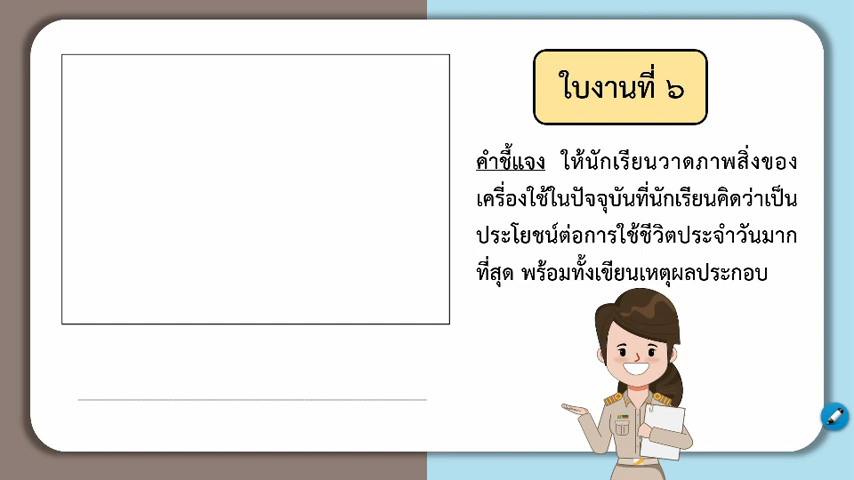 ใบงานที่ ๖
คำชี้แจง ให้นักเรียนวาดภาพสิ่งของ
เครื่องใช้ในปัจจุบันที่นักเรียนคิดว่าเป็น
ประโยชน์ต่อการใช้ชีวิตประจำวันมาก
ที่สุด พร้อมทั้งเขียนเหตุผลประกอบ